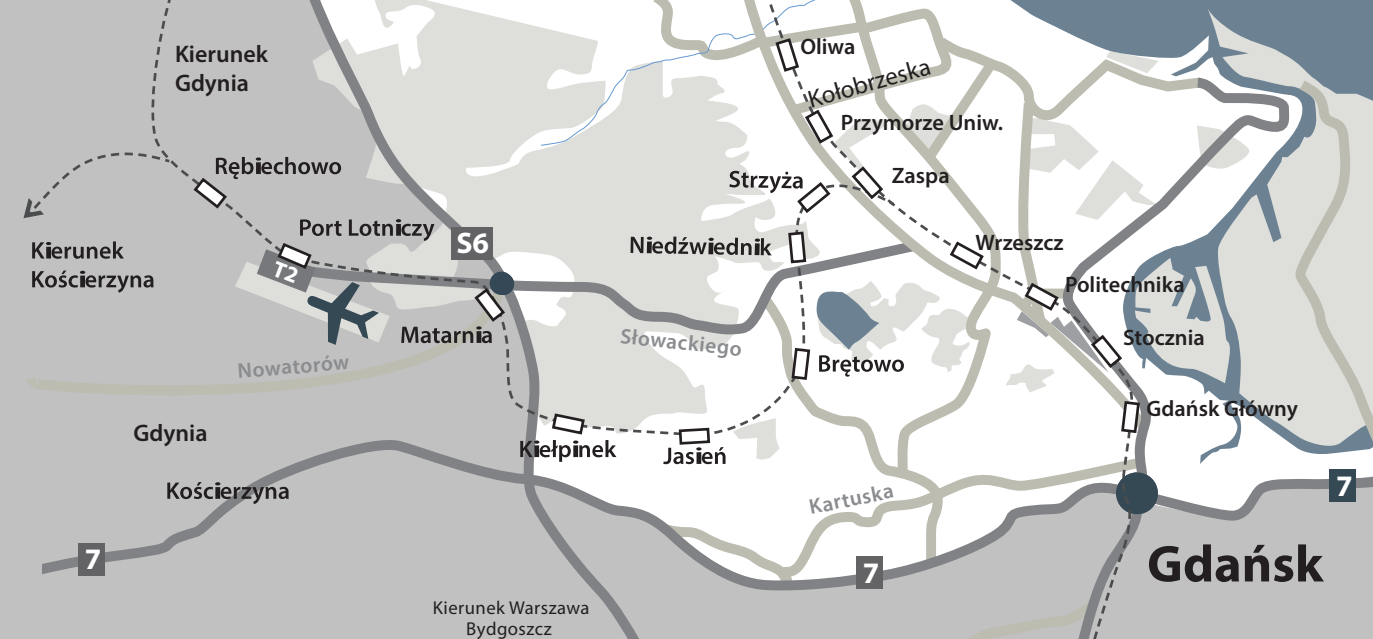 Kierunek
Gdynia
Oliwa
Kołobrzeska
Przymorze Uniw.
Rębiechowo
Strzyża
Zaspa
Port Lotniczy
S6
Niedźwiednik
Wrzeszcz
Kierunek
Kościerzyna
T2
Politechnika
Matarnia
Słowackiego
Stocznia
Nowatorów
Brętowo
Gdańsk Główny
Gdynia
Kiełpinek
Jasień
Kościerzyna
Kartuska
7
7
7
Gdańsk
Kierunek Warszawa
Bydgoszcz